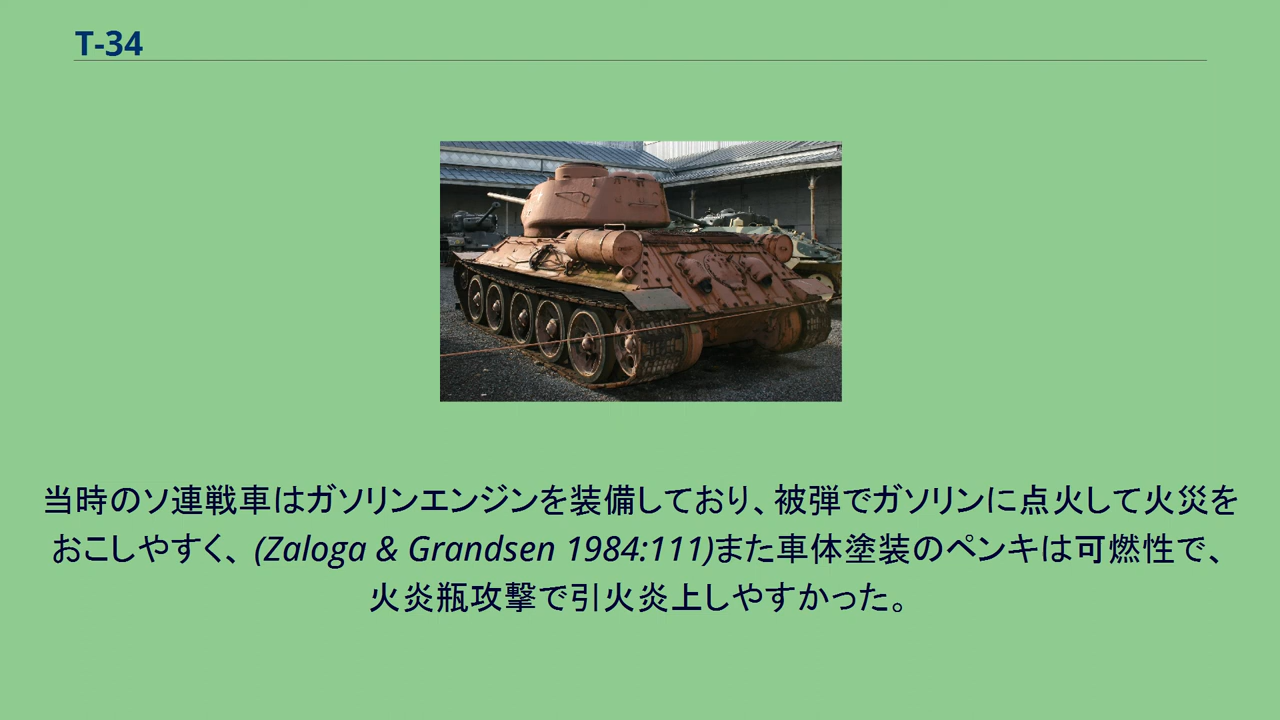 T-34
当時のソ連戦車はガソリンエンジンを装備しており、被弾でガソリンに点火して火災を
おこしやすく、(Zaloga & Grandsen 1984:111)また車体塗装のペンキは可燃性で、
火炎瓶攻撃で引火炎上しやすかった。